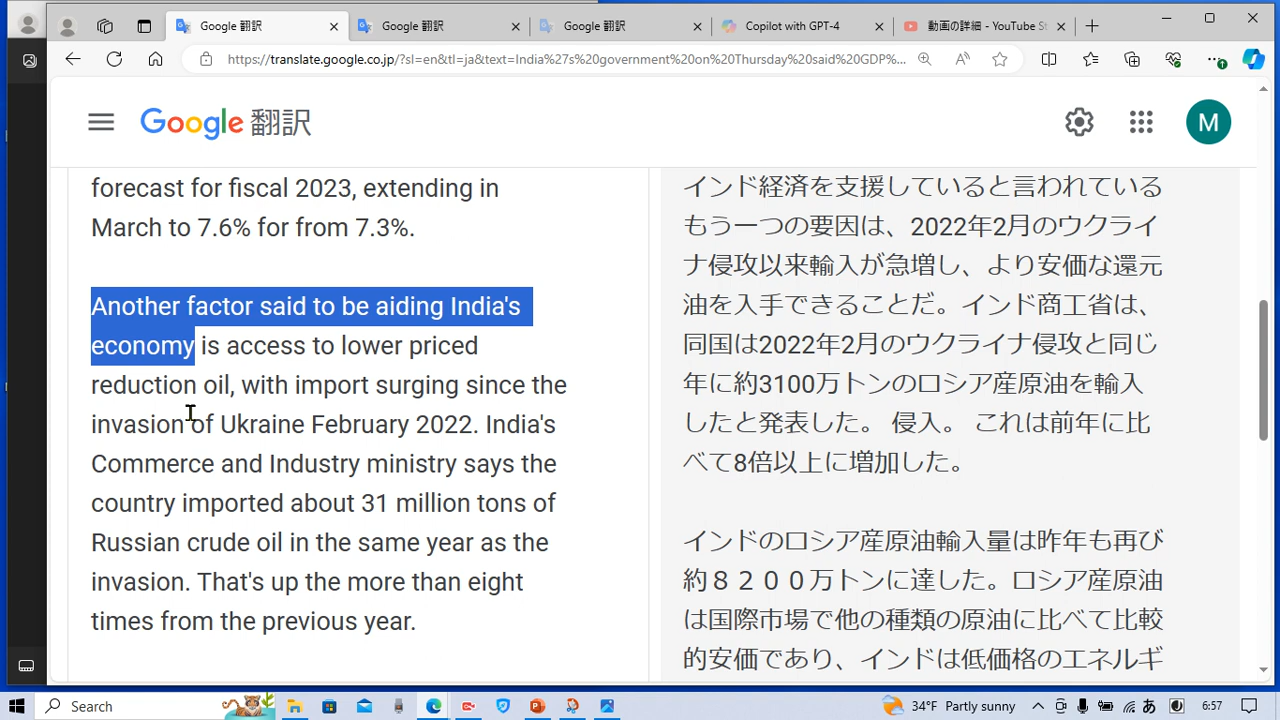 Google 翻訳
Google 翻訳
Google 翻訳
Copilot with GPT-4
動画の詳細 - YouTube St
https://translate.google.co.jp/?sl=en&tl=ja&text=India%27s%20government%20on%20Thursday%20said%20GDP%...
Google 翻訳
M
forecast for fiscal 2023, extending in
March to 7.6% for from 7.3%.
Another factor said to be aiding India's
economy is access to lower priced
reduction oil, with import surging since the
invasion of Ukraine February 2022. India's
Commerce and Industry ministry says the
country imported about 31 million tons of
Russian crude oil in the same year as the
invasion. That's up the more than eight
times from the previous year.
インド経済を支援していると言われている
もう一つの要因は、2022年2月のウクライ
ナ侵攻以来輸入が急増し、より安価な還元
油を入手できることだ。インド商工省は、
同国は2022年2月のウクライナ侵攻と同じ
年に約3100万トンのロシア産原油を輸入
したと発表した。 侵入。 これは前年に比
べて8倍以上に増加した。
インドのロシア産原油輸入量は昨年も再び
約８２００万トンに達した。ロシア産原油
は国際市場で他の種類の原油に比べて比較
的安価であり、インドは低価格のエネルギ
Search
34°F Partly sunny
あ
6:57